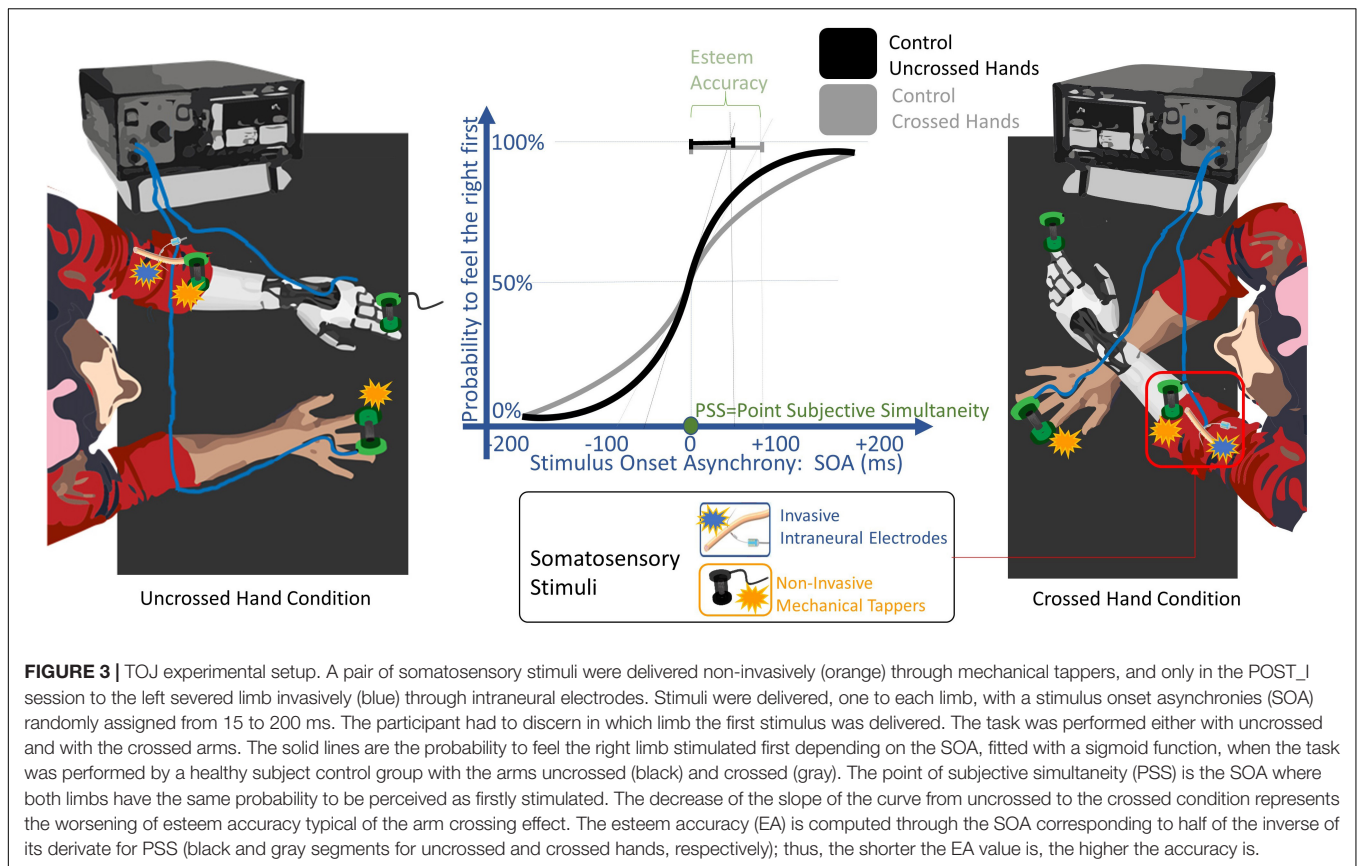 Esteem
Accuracy
Control
Uncrossed Hands
Control
Crossed Hands
Probability to feel the right first
100%
50%
0%
PSS=Point Subjective Simultaneity
-200
-100
0
+100
+200
Stimulus Onset Asynchrony: SOA (ms)
Somatosensory
Stimuli
Invasive
Intraneural Electrodes
Non-Invasive
Mechanical Tappers
Uncrossed Hand Condition
Crossed Hand Condition
FIGURE 3 | TOJ experimental setup. A pair of somatosensory stimuli were delivered non-invasively (orange) through mechanical tappers, and only in the POST_I
session to the left severed limb invasively (blue) through intraneural electrodes. Stimuli were delivered, one to each limb, with a stimulus onset asynchronies (SOA)
randomly assigned from 15 to 200 ms. The participant had to discern in which limb the first stimulus was delivered. The task was performed either with uncrossed
and with the crossed arms. The solid lines are the probability to feel the right limb stimulated first depending on the SOA, fitted with a sigmoid function, when the task
was performed by a healthy subject control group with the arms uncrossed (black) and crossed (gray). The point of subjective simultaneity (PSS) is the SOA where
both limbs have the same probability to be perceived as firstly stimulated. The decrease of the slope of the curve from uncrossed to the crossed condition represents
the worsening of esteem accuracy typical of the arm crossing effect. The esteem accuracy (EA) is computed through the SOA corresponding to half of the inverse of
its derivate for PSS (black and gray segments for uncrossed and crossed hands, respectively); thus, the shorter the EA value is, the higher the accuracy is.